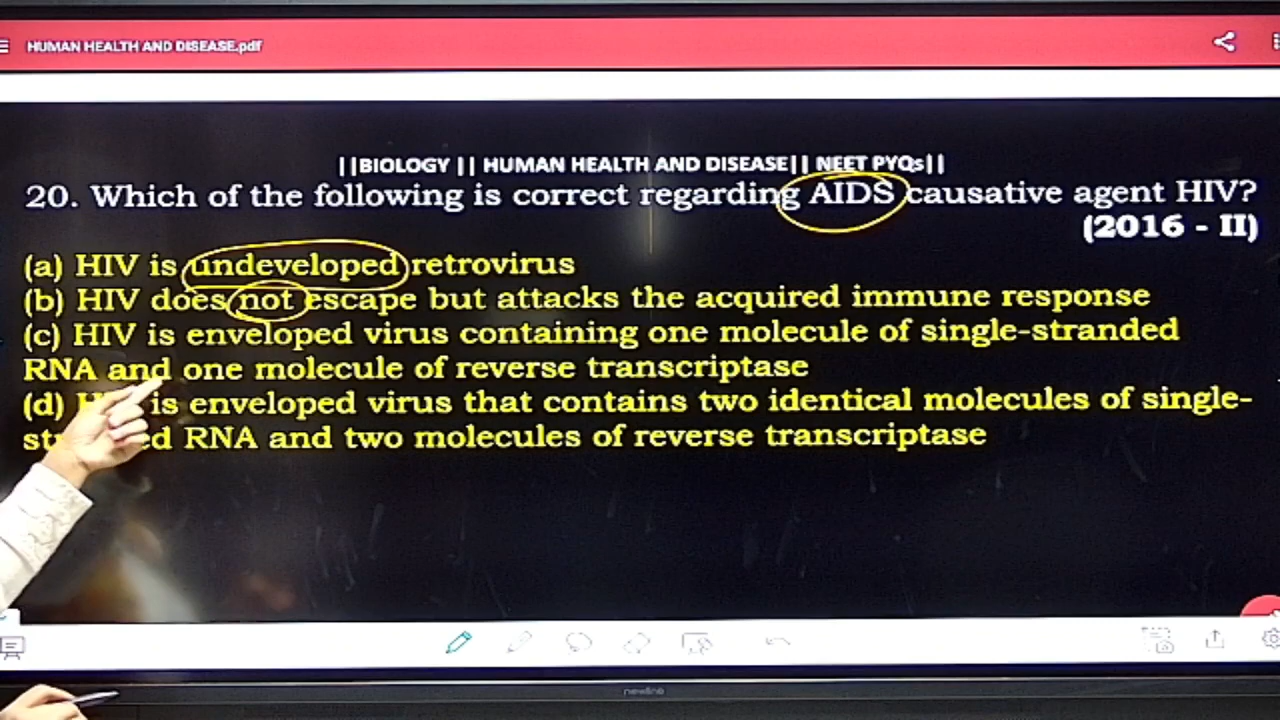 HUMAN HEALTH AND DISEASE.pdf
||BIOLOGY || HUMAN HEALTH AND DISEASE|| NEET PYQs||
20. Which of the following is correct regarding AIDS causative agent HIV?
(2016 - II)
(a) HIV is undeveloped retrovirus
(b) HIV does not escape but attacks the acquired immune response
(c) HIV is enveloped virus containing one molecule of single-stranded
RNA and one molecule of reverse transcriptase
(d) is enveloped virus that contains two identical molecules of single-
RNA and two molecules of reverse transcriptase
newline